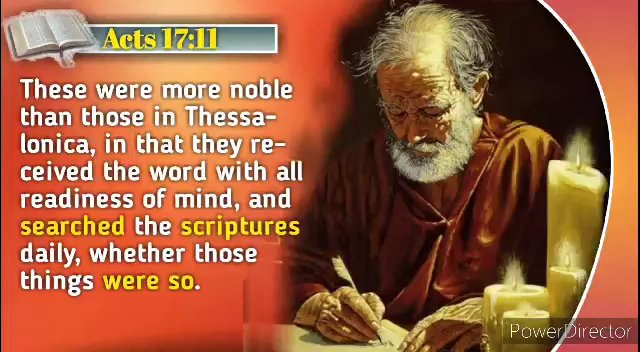 Acts 17:11
These were more noble
than those in Thessa-
lonica, in that they re-
ceived the word with all
readiness of mind, and
searched the scriptures
daily, whether those
things were so.
PowerDirector